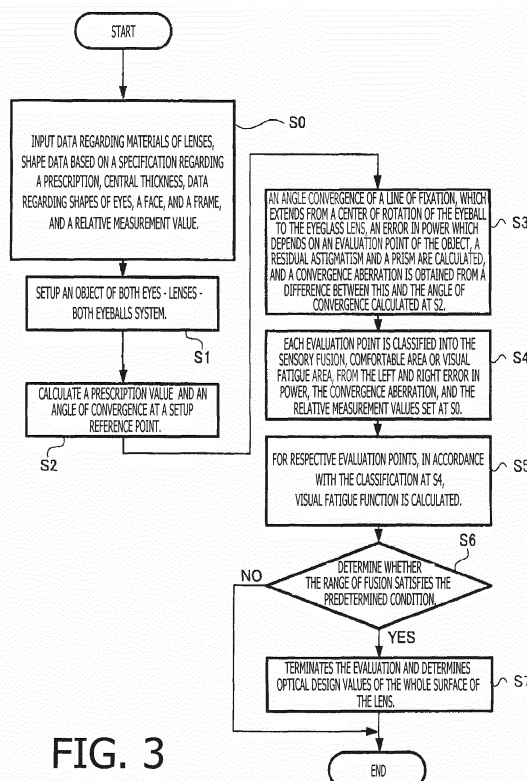 START
S0
INPUT DATA REGARDING MATERIALS OF LENSES,
SHAPE DATA BASED ON A SPECIFICATION REGARDING
A PRESCRIPTION, CENTRAL THICKNESS, DATA
REGARDING SHAPES OF EYES, A FACE, AND A FRAME,
AND A RELATIVE MEASUREMENT VALUE.
SETUP AN OBJECT OF BOTH EYES - LENSES -
BOTH EYEBALLS SYSTEM.
S1
CALCULATE A PRESCRIPTION VALUE AND AN
ANGLE OF CONVERGENCE AT A SETUP
REFERENCE POINT.
S2
AN ANGLE CONVERGENCE OF A LINE OF FIXATION, WHICH
EXTENDS FROM A CENTER OF ROTATION OF THE EYEBALL
TO THE EYEGLASS LENS, AN ERROR IN POWER WHICH
DEPENDS ON AN EVALUATION POINT OF THE OBJECT, A
RESIDUAL ASTIGMATISM AND A PRISM ARE CALCULATED,
AND A CONVERGENCE ABERRATION IS OBTAINED FROM A
DIFFERENCE BETWEEN THIS AND THE ANGLE OF
CONVERGENCE CALCULATED AT S2.
S3
EACH EVALUATION POINT IS CLASSIFIED INTO THE
SENSORY FUSION, COMFORTABLE AREA OR VISUAL
FATIGUE AREA, FROM THE LEFT AND RIGHT ERROR IN
POWER, THE CONVERGENCE ABERRATION, AND THE
RELATIVE MEASUREMENT VALUES SET AT S0.
S4
FOR RESPECTIVE EVALUATION POINTS, IN ACCORDANCE
WITH THE CLASSIFICATION AT S4,
VISUAL FATIGUE FUNCTION IS CALCULATED.
S5
S6
DETERMINE WHETHER
THE RANGE OF FUSION SATISFIES THE
PREDETERMINED CONDITION.
NO
YES
TERMINATES THE EVALUATION AND DETERMINES
OPTICAL DESIGN VALUES OF THE WHOLE SURFACE OF
THE LENS.
S7
END
FIG. 3